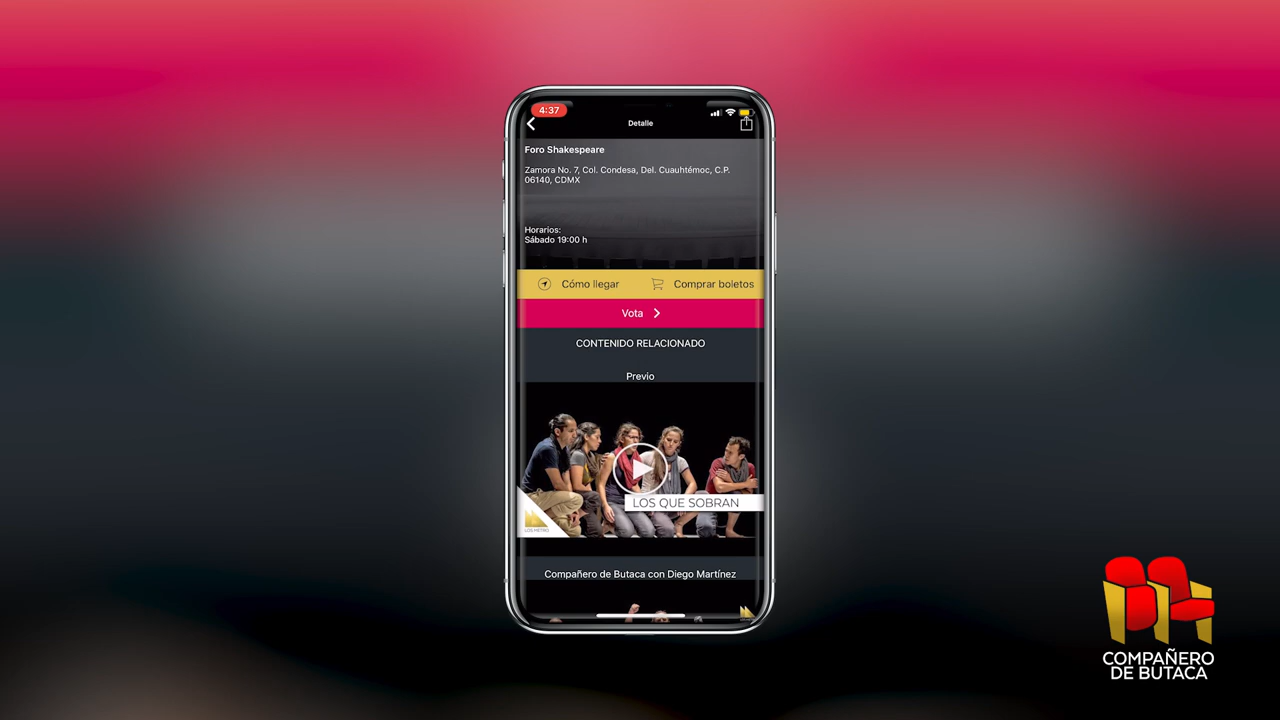 4:37
Detalle
Foro Shakespeare
Zamora No. 7, Col. Condesa, Del. Cuauhtémoc, C.P.
06140, CDMX
Horarios:
Sábado 19:00 h
Cómo llegar
Comprar boletos
Vota
CONTENIDO RELACIONADO
Previo
LOS QUE SOBRAN
LOS METRO
Compañero de Butaca con Diego Martínez
COMPAÑERO
DE BUTACA